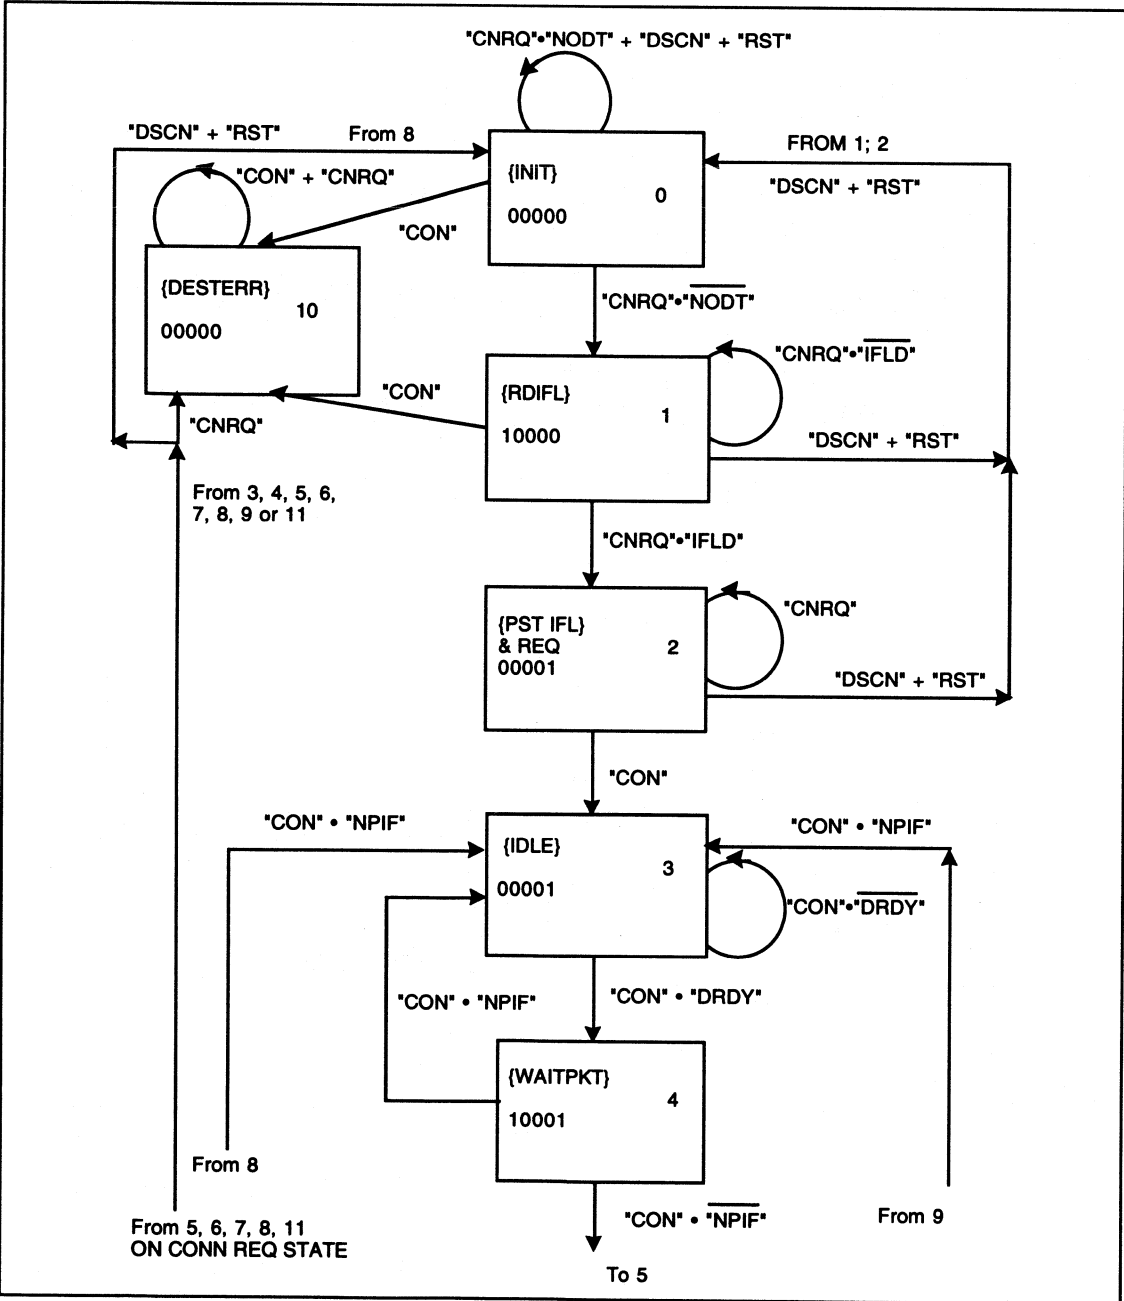 "CNRQ"•"NODT" + "DSCN" + "RST"
"DSCN" + "RST"
From 8
FROM 1; 2
"DSCN" + "RST"
"CON" + "CNRQ"
{INIT}
0
00000
"CON"
{DESTERR}
10
00000
"CNRQ"•"N̅O̅D̅T̅"
"CNRQ"•"I̅F̅L̅D̅"
{RDIFL}
1
10000
"CON"
"CNRQ"
"DSCN" + "RST"
From 3, 4, 5, 6,
7, 8, 9 or 11
"CNRQ"•"IFLD"
{PST IFL}
& REQ
2
00001
"CNRQ"
"DSCN" + "RST"
"CON"
"CON" • "NPIF"
"CON" • "NPIF"
{IDLE}
3
00001
"CON"•"D̅R̅D̅Y̅"
"CON" • "NPIF"
"CON" • "DRDY"
{WAITPKT}
4
10001
From 8
From 5, 6, 7, 8, 11
ON CONN REQ STATE
"CON" • "N̅P̅I̅F̅"
From 9
To 5